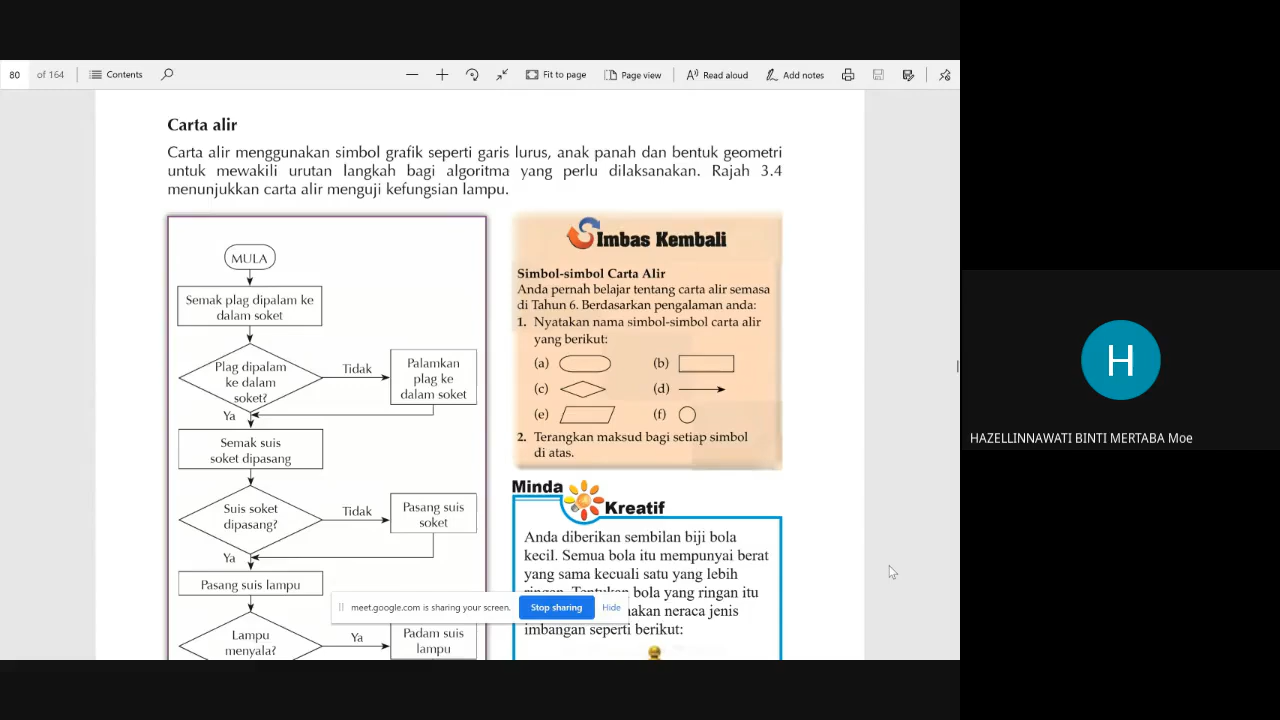 80 of 164 Contents Fit to page Page view Read aloud Add notes
Carta alir
Carta alir menggunakan simbol grafik seperti garis lurus, anak panah dan bentuk geometri
untuk mewakili urutan langkah bagi algoritma yang perlu dilaksanakan. Rajah 3.4
menunjukkan carta alir menguji kefungsian lampu.
MULA
Semak plag dipalam ke
dalam soket
Plag dipalam
ke dalam
soket?
Tidak
Palamkan
plag ke
dalam soket
Ya
Semak suis
soket dipasang
Suis soket
dipasang?
Tidak
Pasang suis
soket
Ya
Pasang suis lampu
Lampu
menyala?
Ya
Padam suis
lampu
Imbas Kembali
Simbol-simbol Carta Alir
Anda pernah belajar tentang carta alir semasa
di Tahun 6. Berdasarkan pengalaman anda:
1. Nyatakan nama simbol-simbol carta alir
yang berikut:
(a) (b)
(c) (d)
(e) (f)
2. Terangkan maksud bagi setiap simbol
di atas.
Minda
Kreatif
Anda diberikan sembilan biji bola
kecil. Semua bola itu mempunyai berat
yang sama kecuali satu yang lebih
bola yang ringan itu
neraca jenis
imbangan seperti berikut:
meet.google.com is sharing your screen. Stop sharing Hide
H
HAZELLINNAWATI BINTI MERTABA Moe